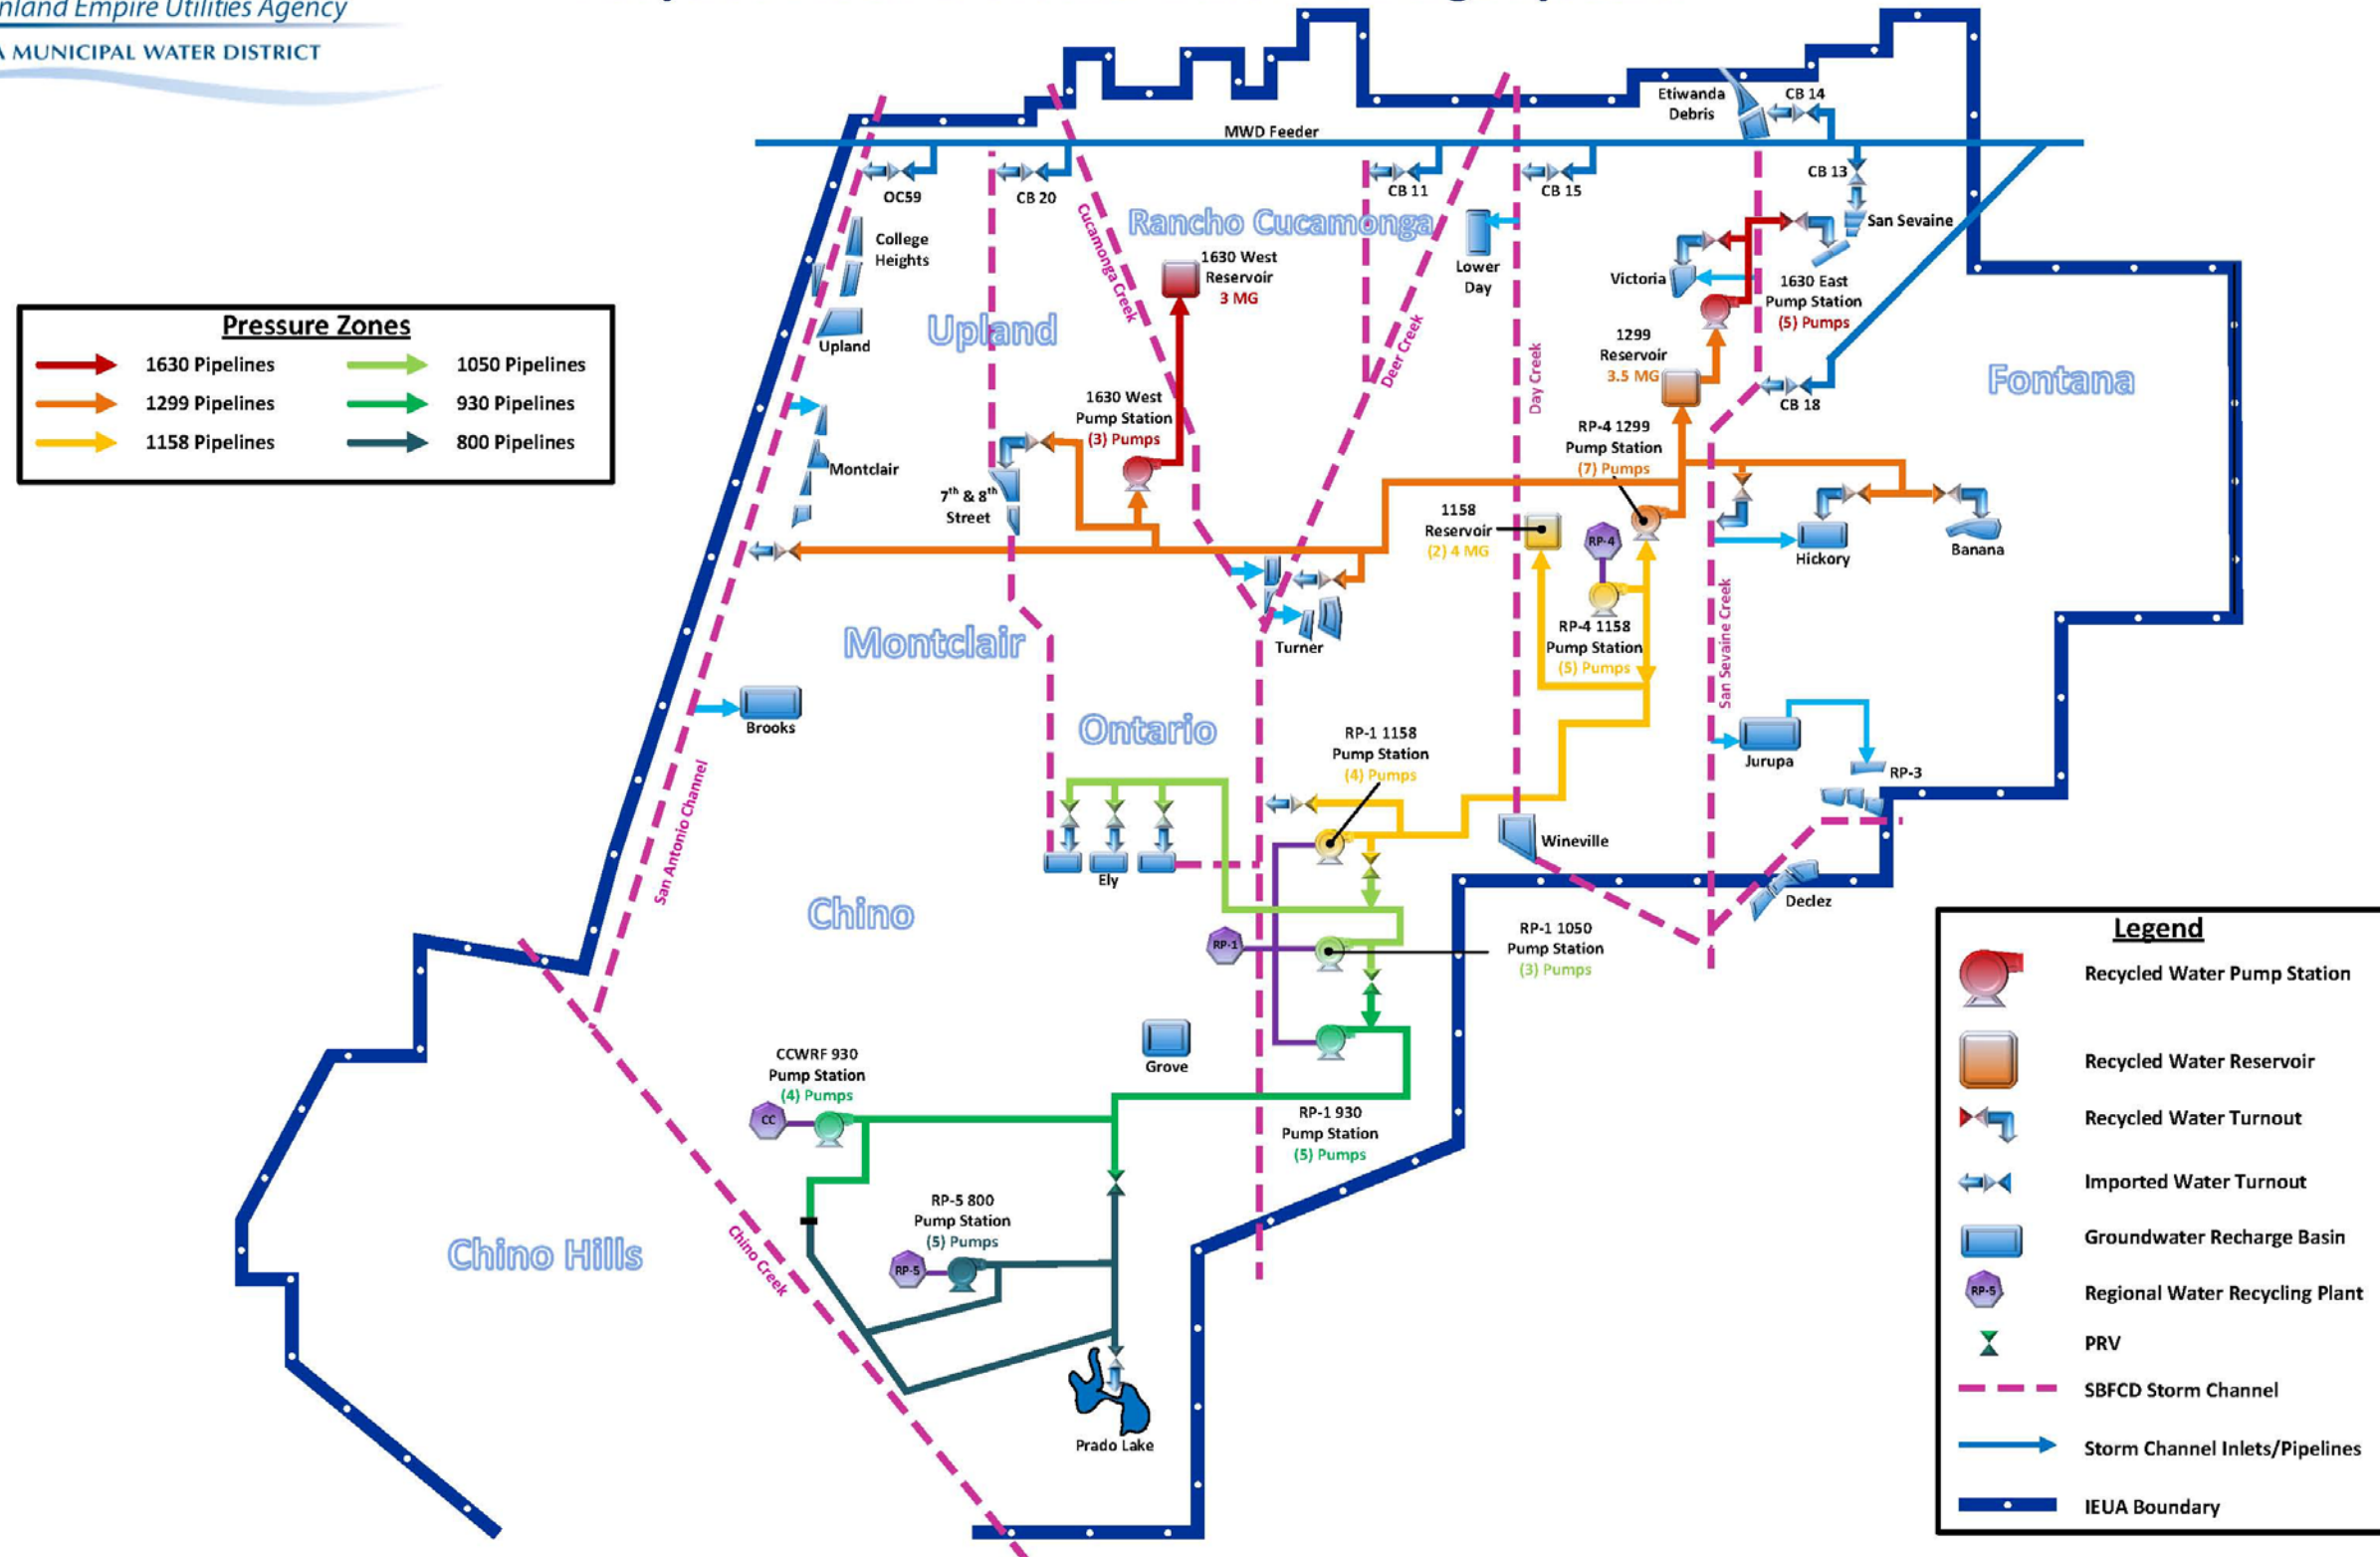 Inland Empire Utilities Agency
A MUNICIPAL WATER DISTRICT
Etiwanda
Debris
CB 14
MWD Feeder
OC59
CB 20
CB 11
CB 15
CB 13
San Sevaine
College
Heights
Cucamonga Creek
Rancho Cucamonga
1630 West
Reservoir
3 MG
Lower
Day
Victoria
1630 East
Pump Station
(5) Pumps
Pressure Zones
1630 Pipelines
1050 Pipelines
1299 Pipelines
930 Pipelines
1158 Pipelines
800 Pipelines
Upland
Upland
Deer Creek
Day Creek
1299
Reservoir
3.5 MG
CB 18
Fontana
1630 West
Pump Station
(3) Pumps
Montclair
7th & 8th
Street
RP-4 1299
Pump Station
(7) Pumps
1158
Reservoir
(2) 4 MG
RP-4
Hickory
Banana
RP-4 1158
Pump Station
(5) Pumps
San Sevaine Creek
Turner
Montclair
Brooks
San Antonio Channel
Ontario
RP-1 1158
Pump Station
(4) Pumps
Jurupa
RP-3
Wineville
Ely
Declez
Chino
RP-1
RP-1 1050
Pump Station
(3) Pumps
Grove
CCWRF 930
Pump Station
(4) Pumps
CC
RP-1 930
Pump Station
(5) Pumps
RP-5 800
Pump Station
(5) Pumps
RP-5
Chino Hills
Chino Creek
Prado Lake
Legend
Recycled Water Pump Station
Recycled Water Reservoir
Recycled Water Turnout
Imported Water Turnout
Groundwater Recharge Basin
RP-5
Regional Water Recycling Plant
PRV
SBFCD Storm Channel
Storm Channel Inlets/Pipelines
IEUA Boundary